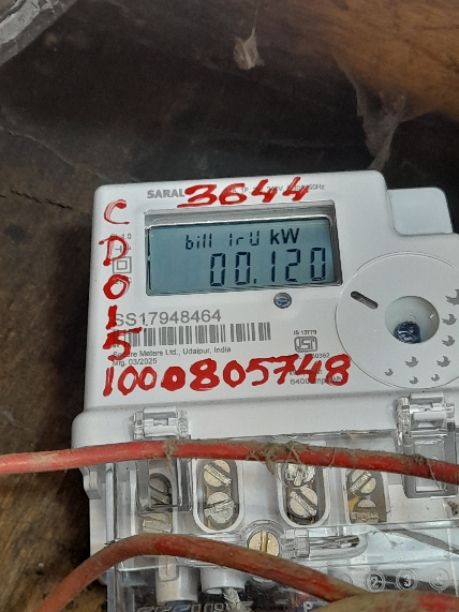 SARAL
3644
bill 1rU kW
00.120
CD015
SS17948464
IS 13779
Secure Meters Ltd., Udaipur, India
Mfg. 03/2025
1000805748